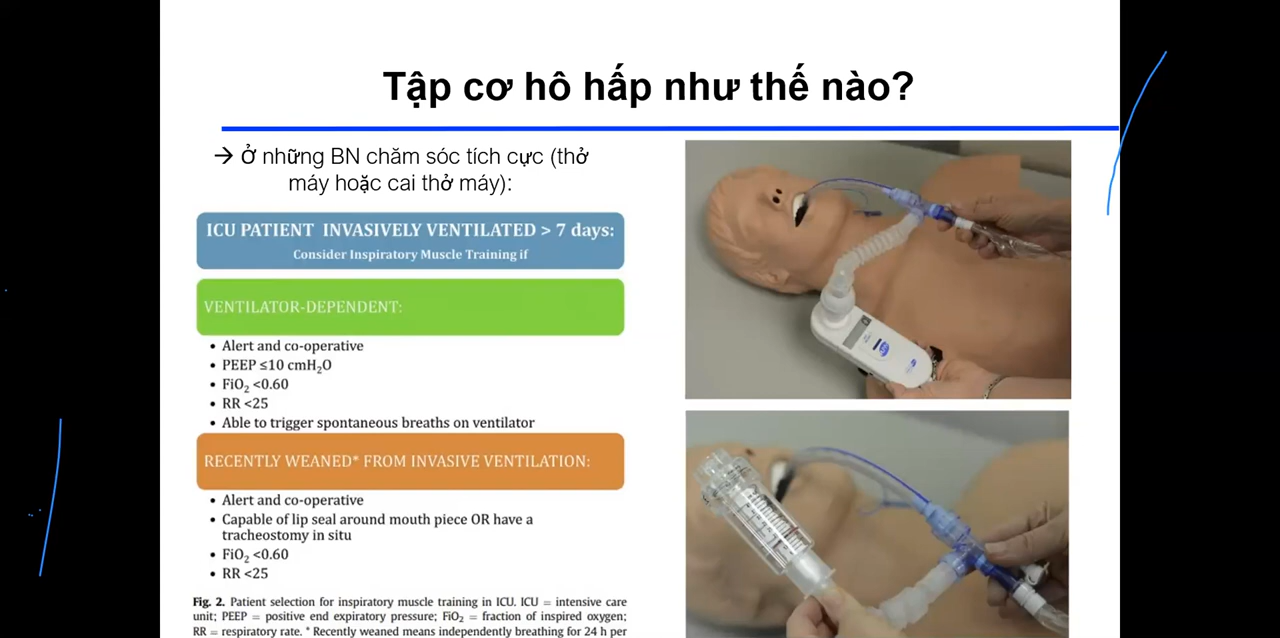 Tập cơ hô hấp như thế nào?
→ Ở những BN chăm sóc tích cực (thở
máy hoặc cai thở máy):
ICU PATIENT INVASIVELY VENTILATED > 7 days:
Consider Inspiratory Muscle Training if
VENTILATOR-DEPENDENT:
• Alert and co-operative
• PEEP ≤10 cmH₂O
• FiO₂ <0.60
• RR <25
• Able to trigger spontaneous breaths on ventilator
RECENTLY WEANED* FROM INVASIVE VENTILATION:
• Alert and co-operative
• Capable of lip seal around mouth piece OR have a
tracheostomy in situ
• FiO₂ <0.60
• RR <25
Fig. 2. Patient selection for inspiratory muscle training in ICU. ICU = intensive care
unit; PEEP = positive end expiratory pressure; FiO₂ = fraction of inspired oxygen;
RR = respiratory rate. * Recently weaned means independently breathing for 24 h per